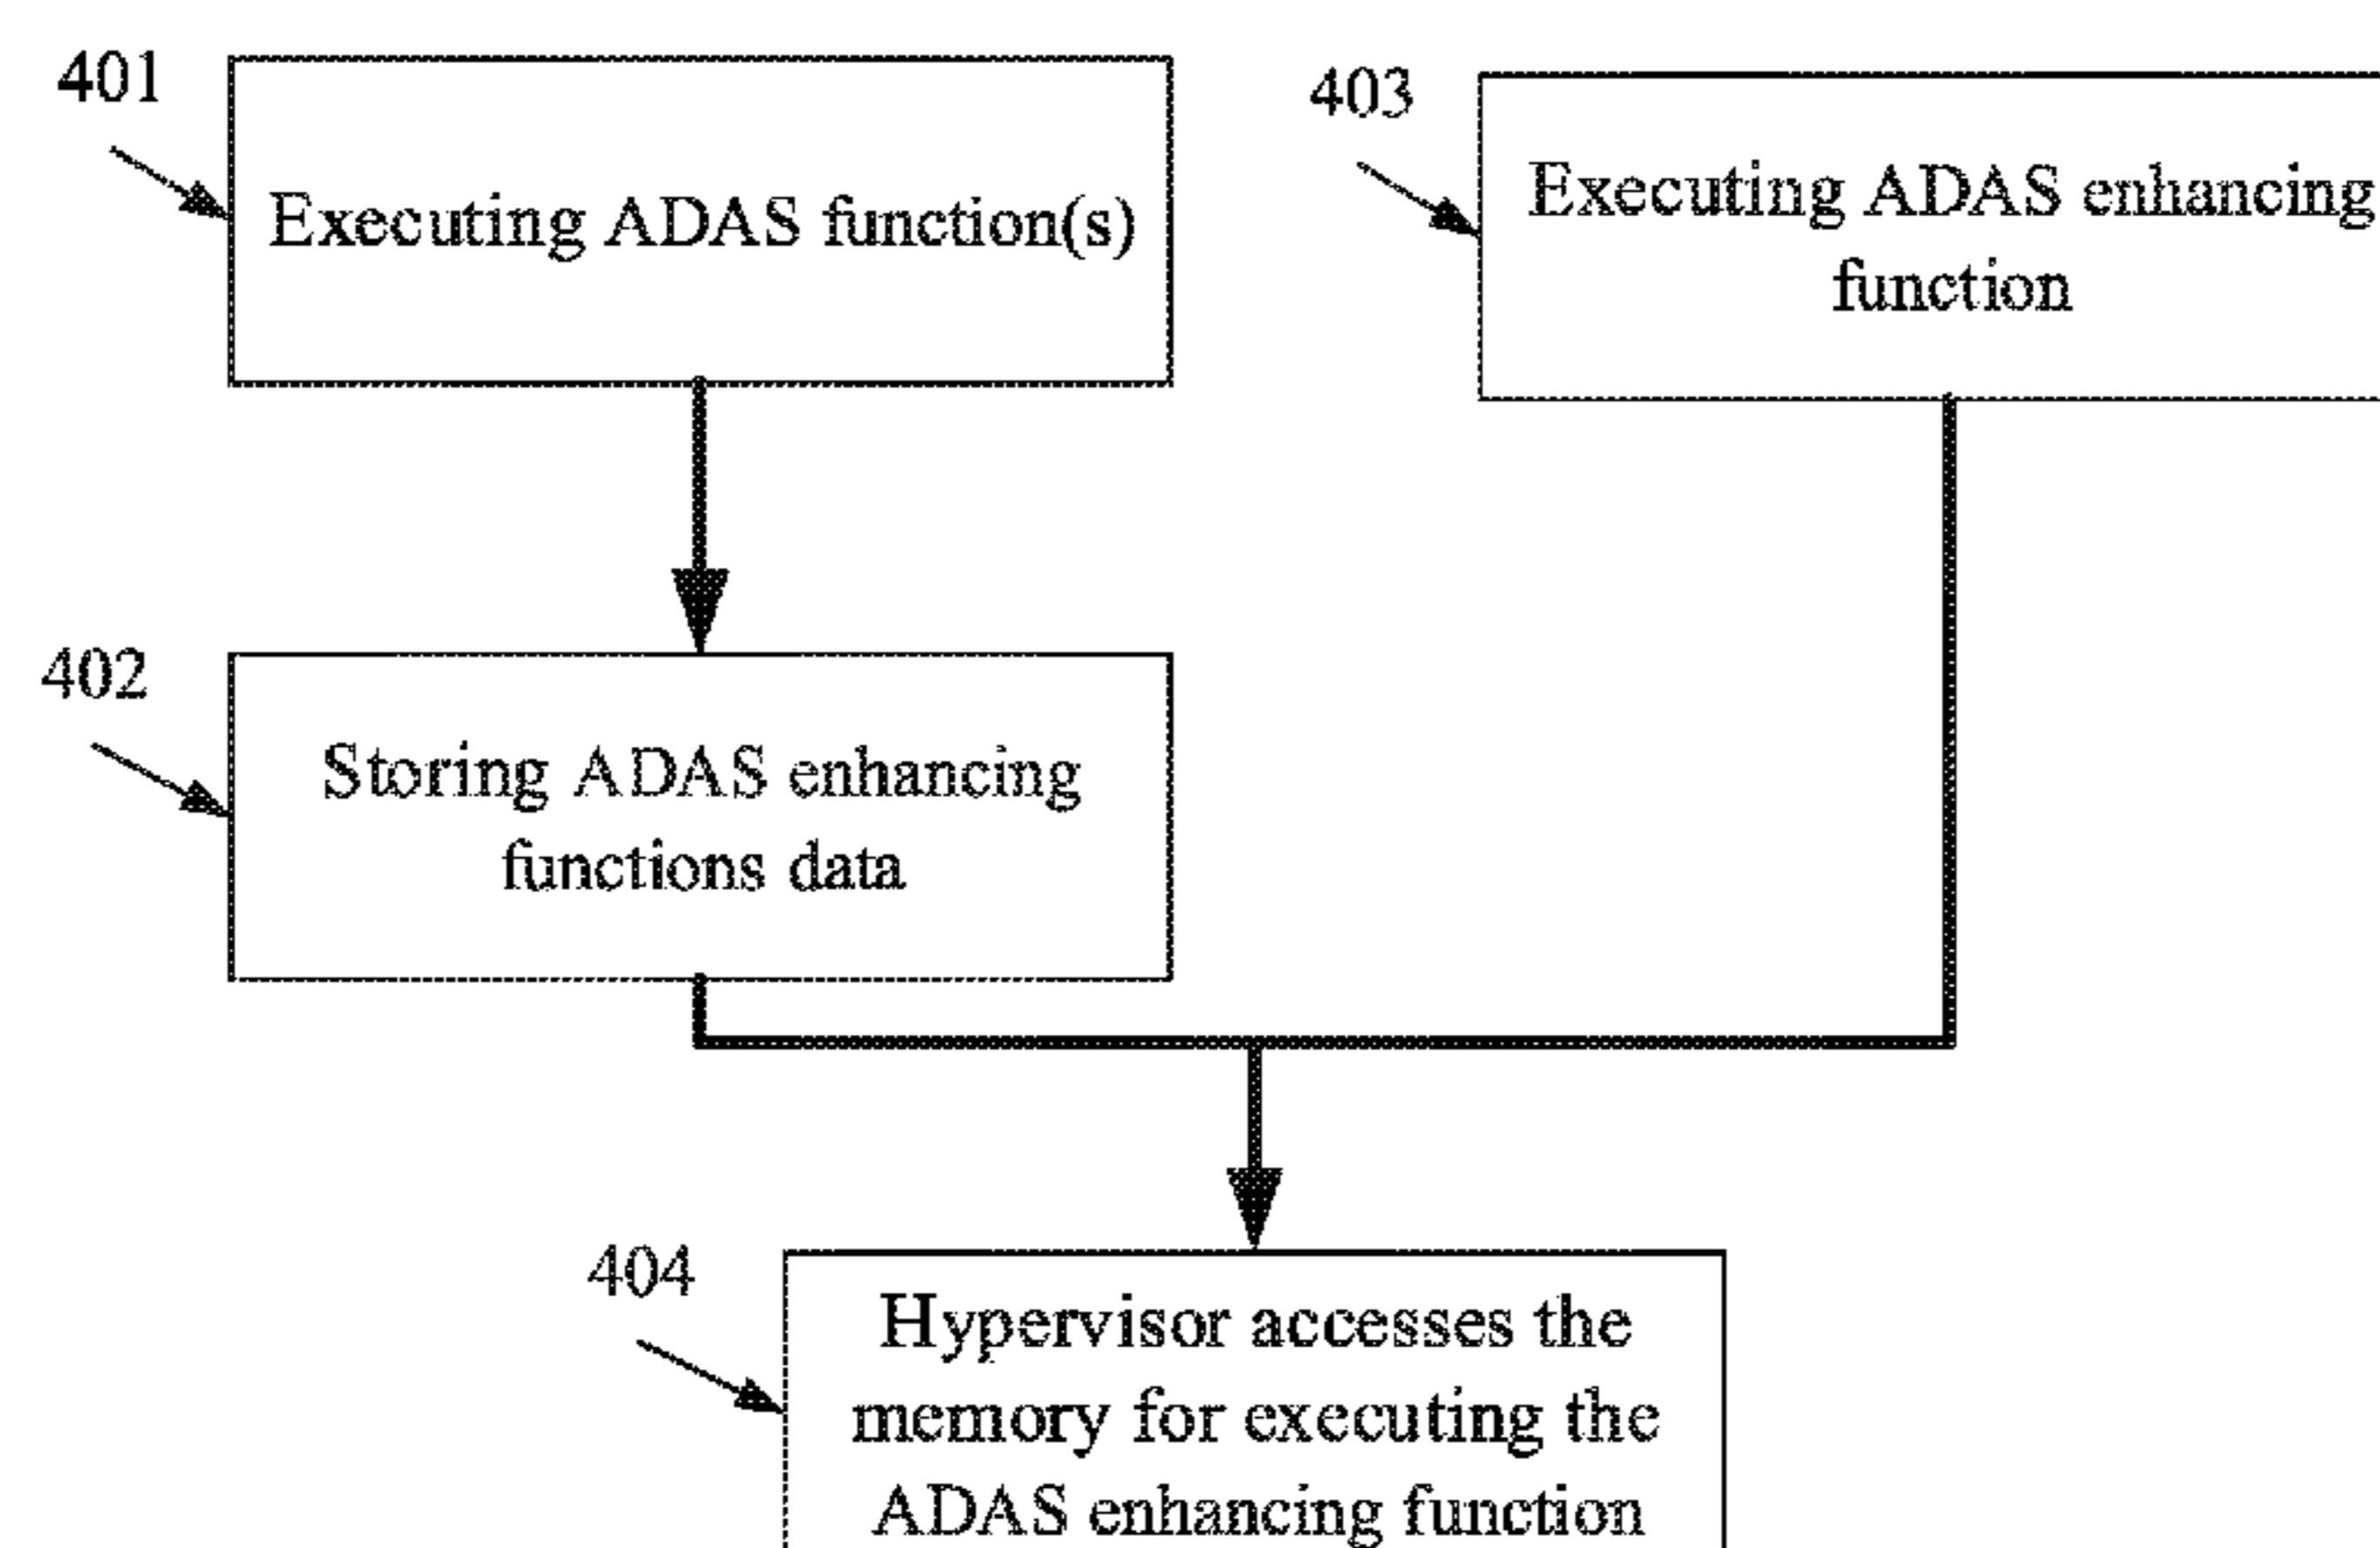 401
Executing ADAS function(s)
403
Executing ADAS enhancing
function
402
Storing ADAS enhancing
functions data
404
Hypervisor accesses the
memory for executing the
ADAS enhancing function